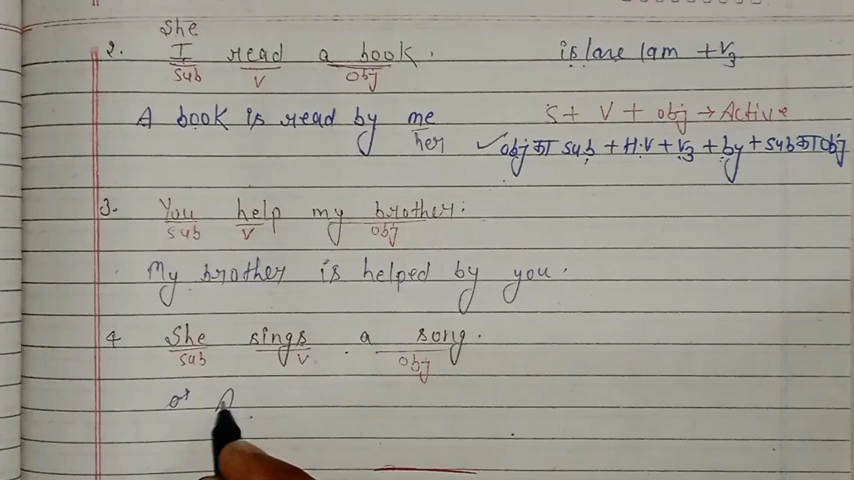 She
2. I read a book. is/are/am + V3
Sub V Obj
A book is read by me S + V + obj → Active
her ✓obj का sub + H.V + V3 + by + sub का obj
3. You help my brother.
Sub V Obj
My brother is helped by you.
4 She sings a song.
Sub V. Obj